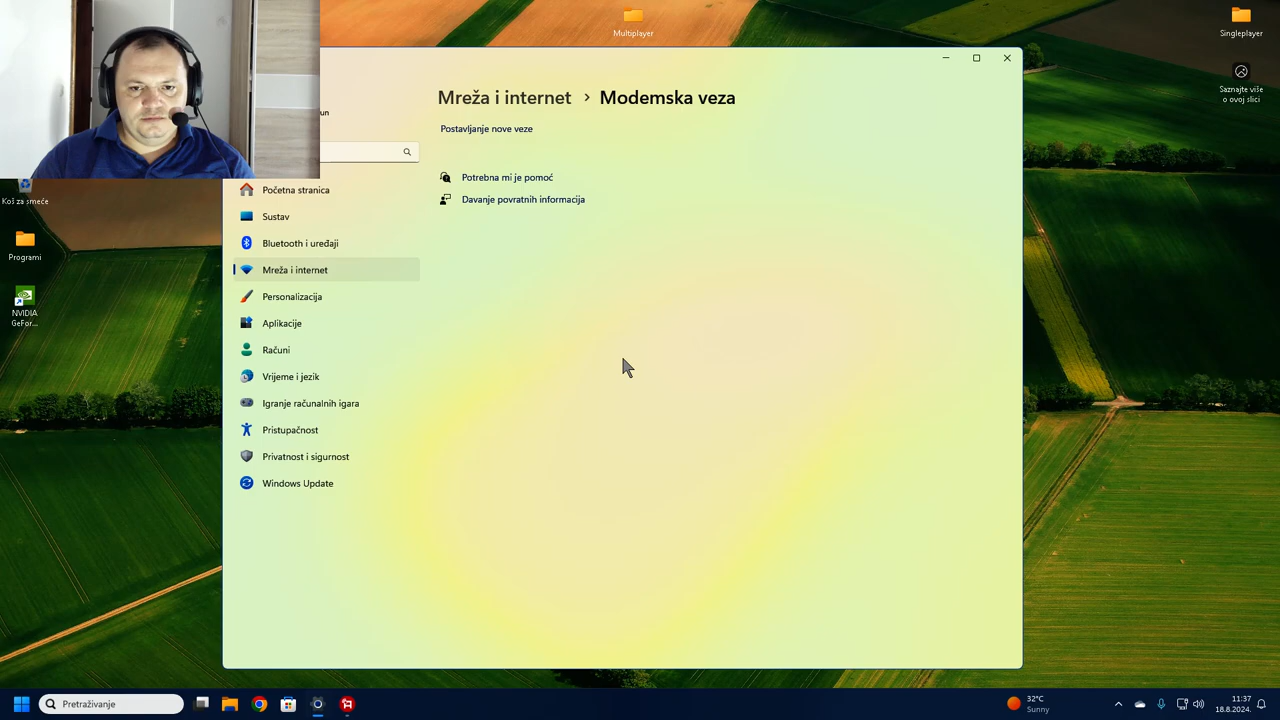 Multiplayer
Singleplayer
Saznajte više
o ovoj slici
Koš za smeće
Programi
NVIDIA
GeFor...
un
Mreža i internet > Modemska veza
Postavljanje nove veze
Potrebna mi je pomoć
Davanje povratnih informacija
Početna stranica
Sustav
Bluetooth i uređaji
Mreža i internet
Personalizacija
Aplikacije
Računi
Vrijeme i jezik
Igranje računalnih igara
Pristupačnost
Privatnost i sigurnost
Windows Update
Pretraživanje
32°C
Sunny
11:37
18.8.2024.